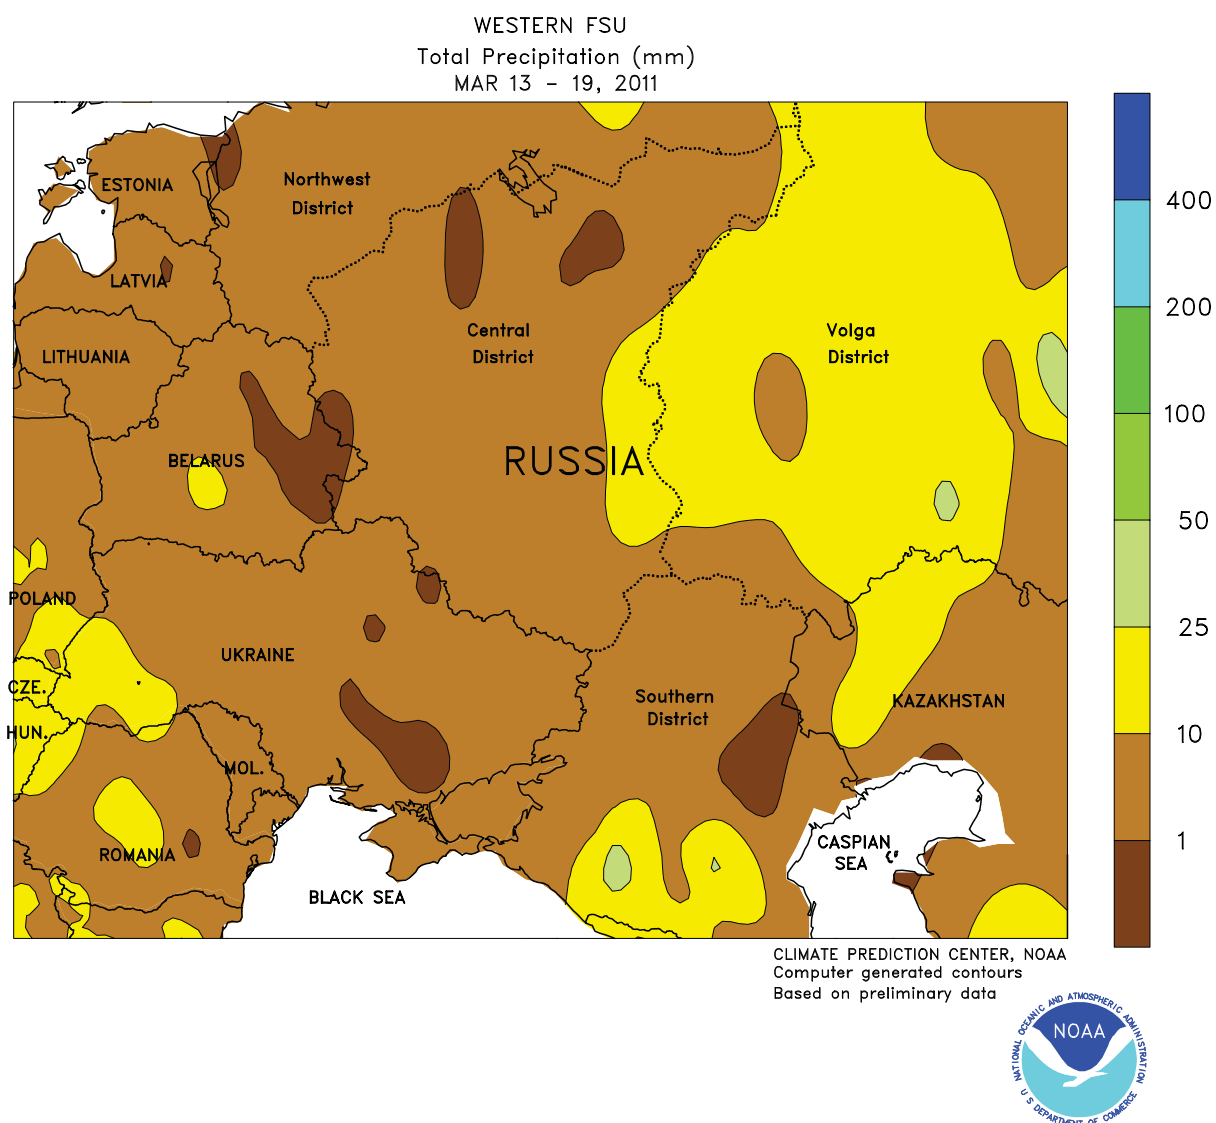 WESTERN FSU
Total Precipitation (mm)
MAR 13 - 19, 2011
ESTONIA
Northwest
District
LATVIA
LITHUANIA
Central
District
Volga
District
BELARUS
RUSSIA
POLAND
UKRAINE
CZE.
Southern
District
KAZAKHSTAN
HUN.
MOL.
ROMANIA
CASPIAN
SEA
BLACK SEA
400
200
100
50
25
10
1
CLIMATE PREDICTION CENTER, NOAA
Computer generated contours
Based on preliminary data
NATIONAL OCEANIC AND ATMOSPHERIC ADMINISTRATION
NOAA
U S DEPARTMENT OF COMMERCE